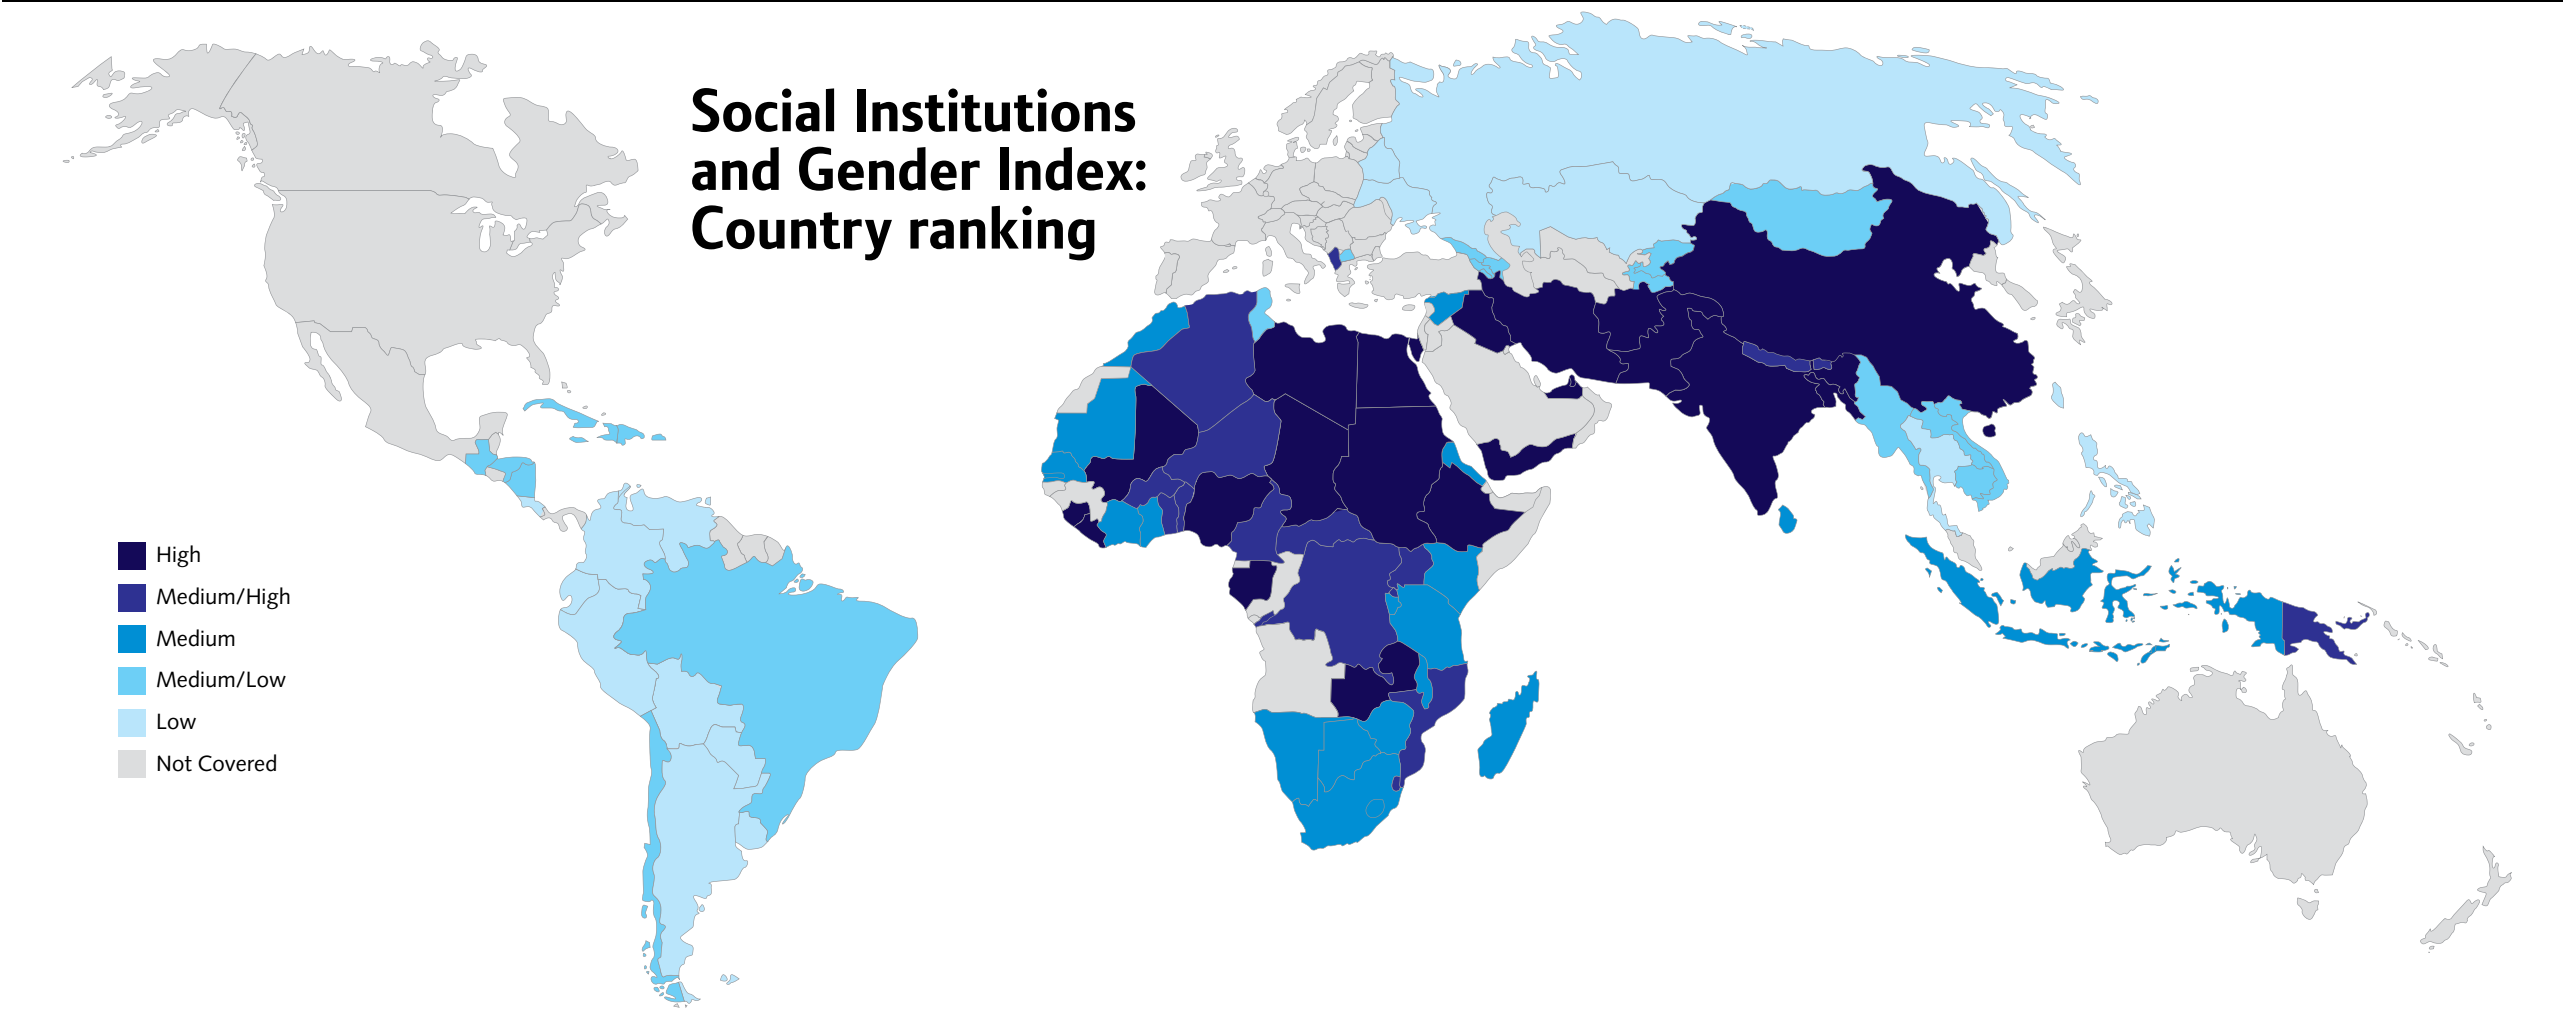 Social Institutions
and Gender Index:
Country ranking
High
Medium/High
Medium
Medium/Low
Low
Not Covered